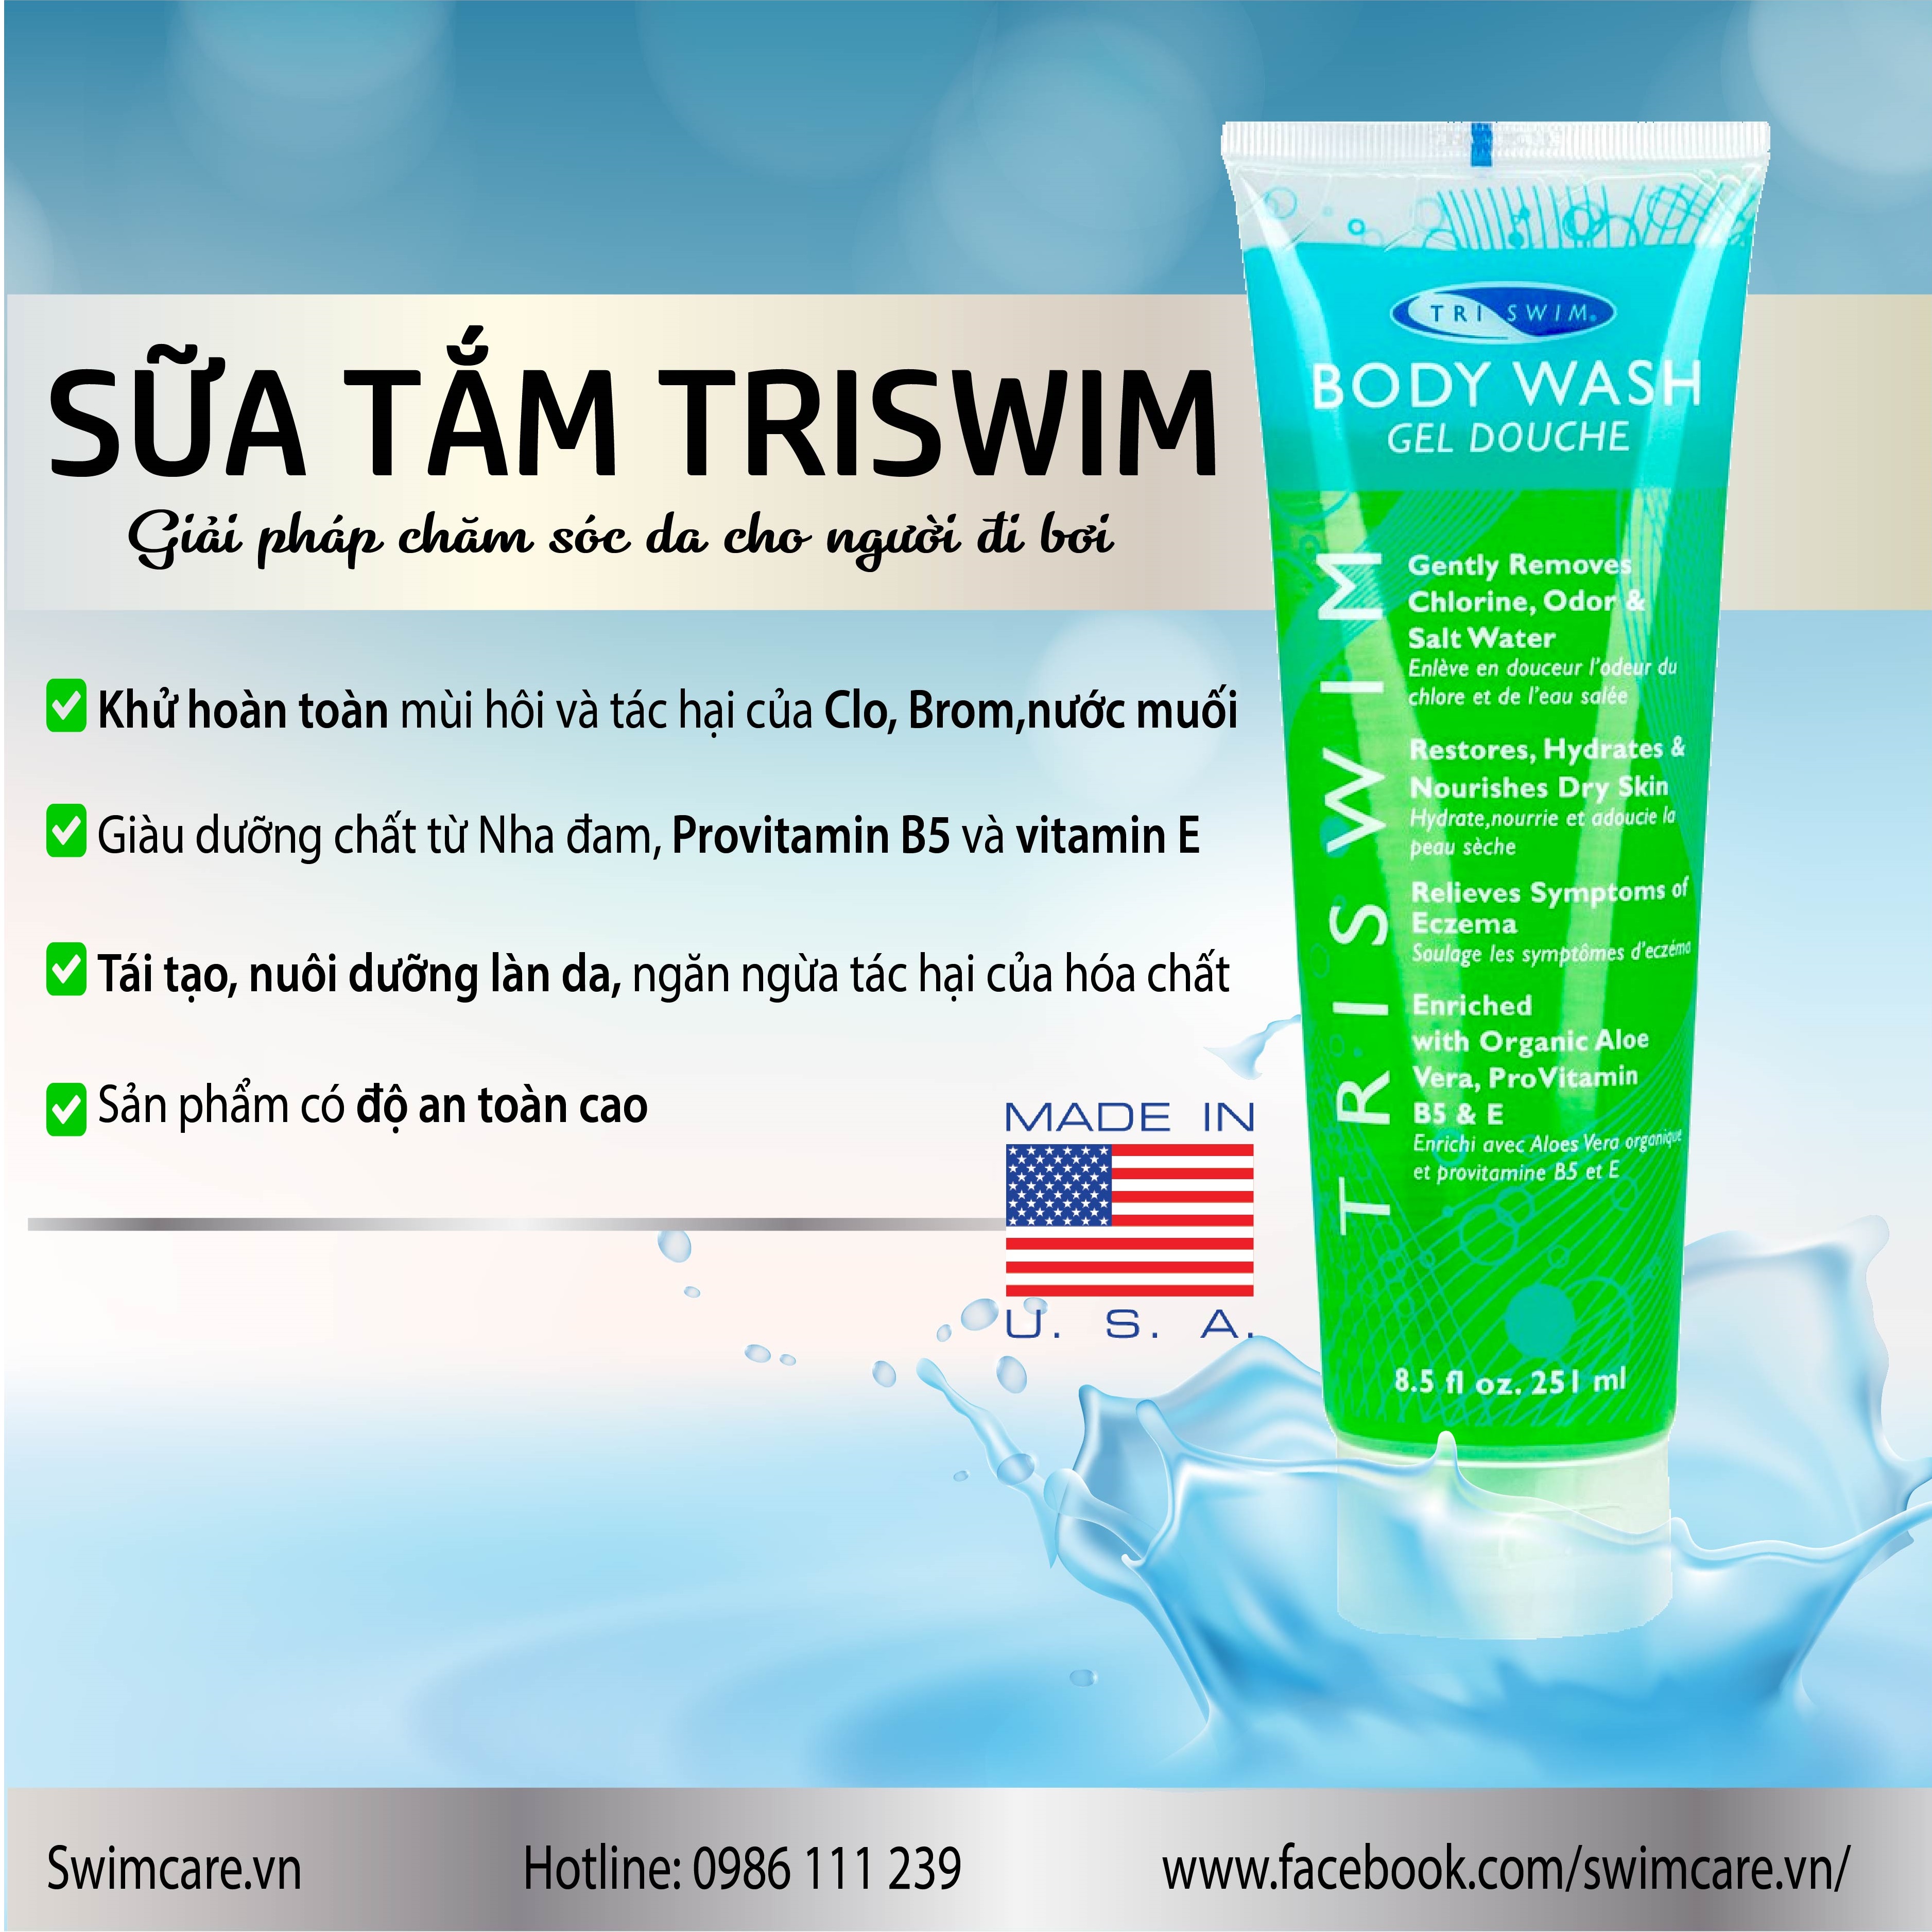 SỮA TẮM TRISWIM
Giải pháp chăm sóc da cho người đi bơi
Khử hoàn toàn mùi hôi và tác hại của Clo, Brom,nước muối
Giàu dưỡng chất từ Nha đam, Provitamin B5 và vitamin E
Tái tạo, nuôi dưỡng làn da, ngăn ngừa tác hại của hóa chất
Sản phẩm có độ an toàn cao
MADE IN
U. S. A.
TRI SWIM®
BODY WASH
GEL DOUCHE
TRISWIM
Gently Removes
Chlorine, Odor &
Salt Water
Enlève en douceur l'odeur du
chlore et de l'eau salée
Restores, Hydrates &
Nourishes Dry Skin
Hydrate,nourrie et adoucie la
peau sèche
Relieves Symptoms of
Eczema
Soulage les symptômes d'eczéma
Enriched
with Organic Aloe
Vera, ProVitamin
B5 & E
Enrichi avec Aloes Vera organique
et provitamine B5 et E
8.5 fl oz. 251 ml
Swimcare.vn
Hotline: 0986 111 239
www.facebook.com/swimcare.vn/